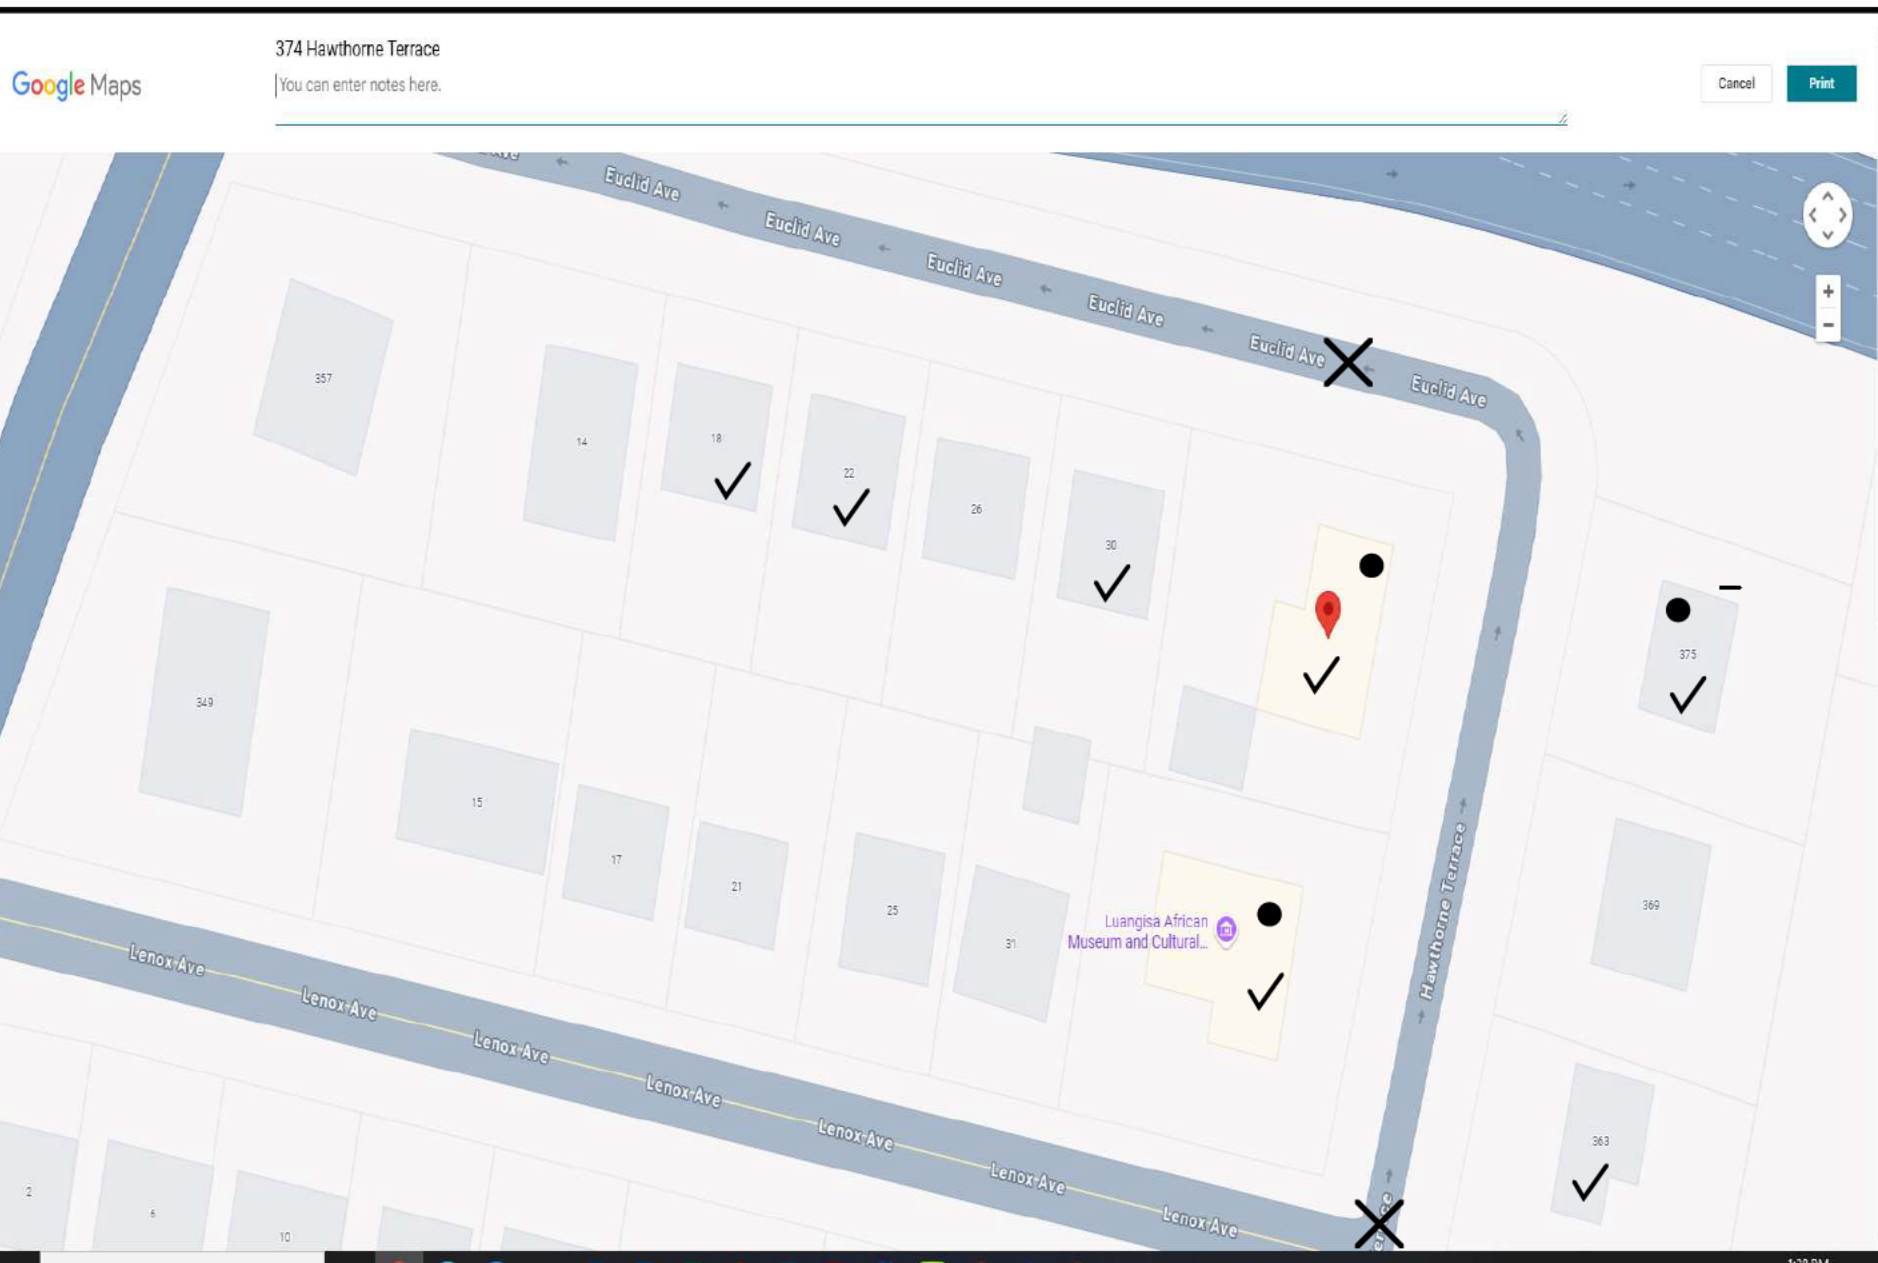 374 Hawthorne Terrace
Google Maps
You can enter notes here.
Cancel
Print
Ave
Euclid Ave
Euclid Ave
Euclid Ave
Euclid Ave
Euclid Ave
Euclid Ave
357
14
18
22
26
30
375
349
15
17
21
25
31
Luangisa African
Museum and Cultural...
Hawthorne Terrace
369
363
Lenox Ave
Lenox Ave
Lenox Ave
Lenox Ave
Lenox Ave
Lenox Ave
Lenox Ave
2
6
10